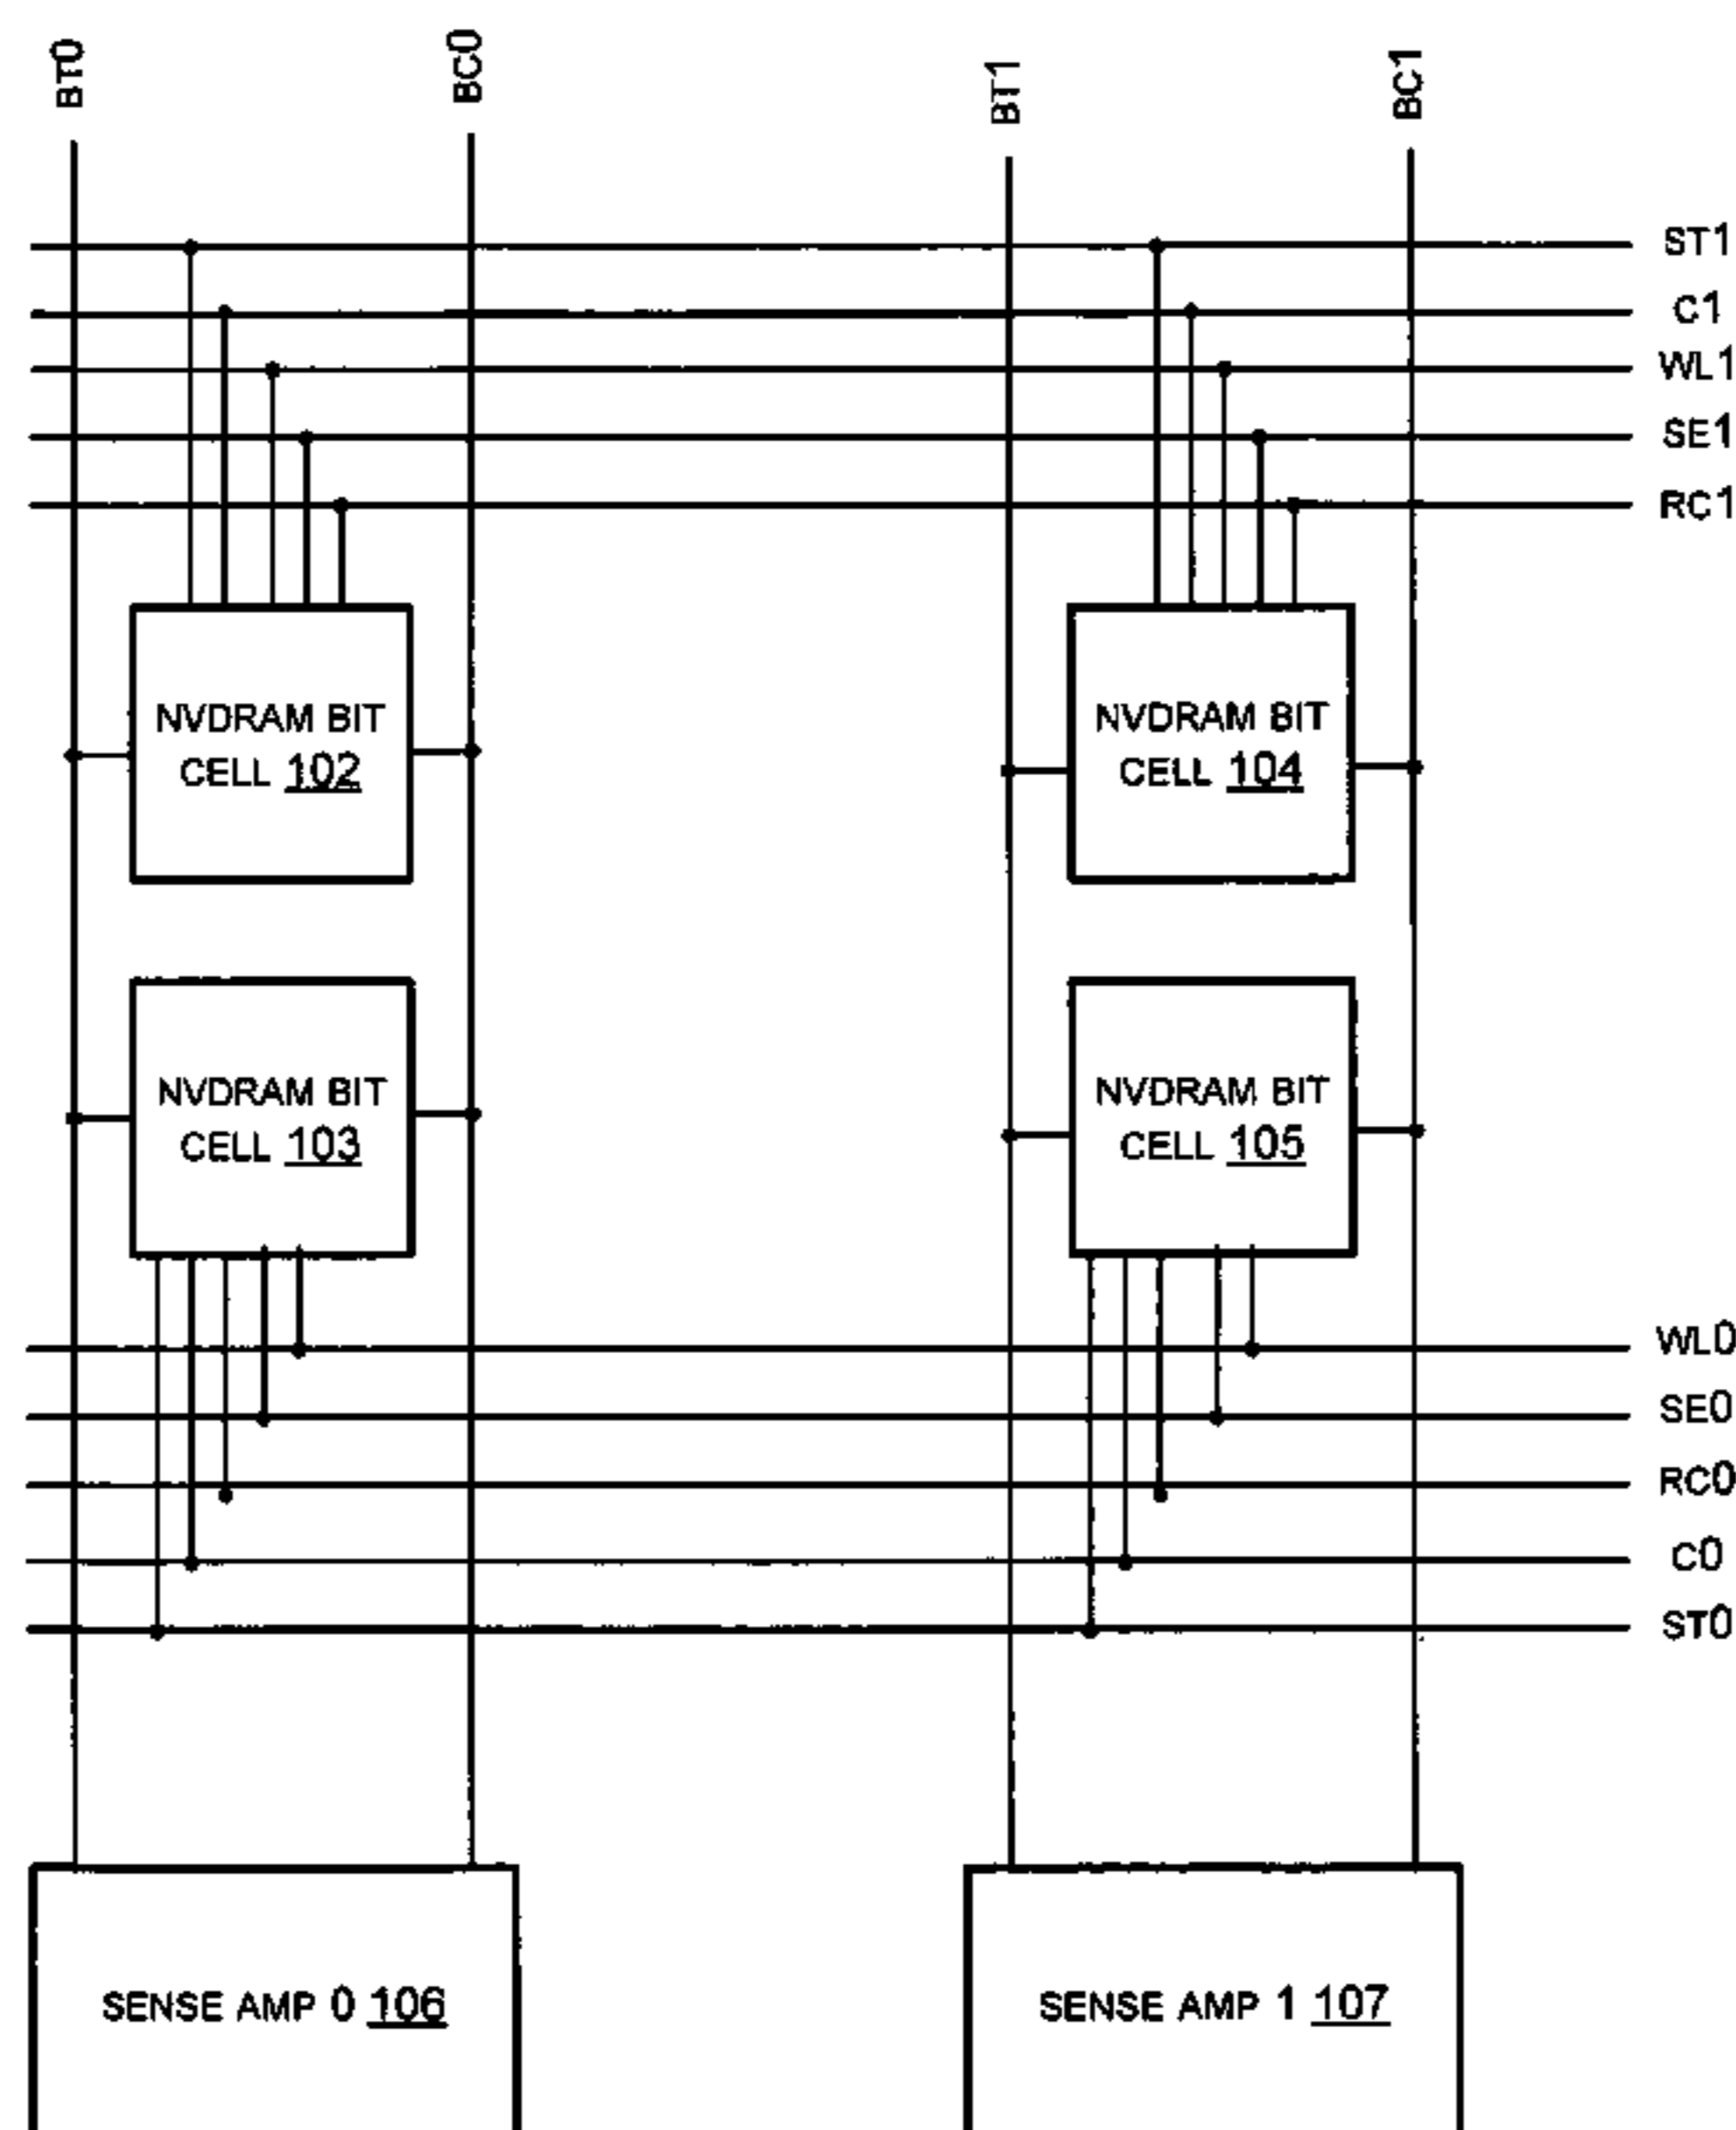 BT0
BC0
BT1
BC1
ST1
C1
WL1
SE1
RC1
NVDRAM BIT
CELL 102
NVDRAM BIT
CELL 104
NVDRAM BIT
CELL 103
NVDRAM BIT
CELL 105
WL0
SE0
RC0
C0
ST0
SENSE AMP 0 106
SENSE AMP 1 107